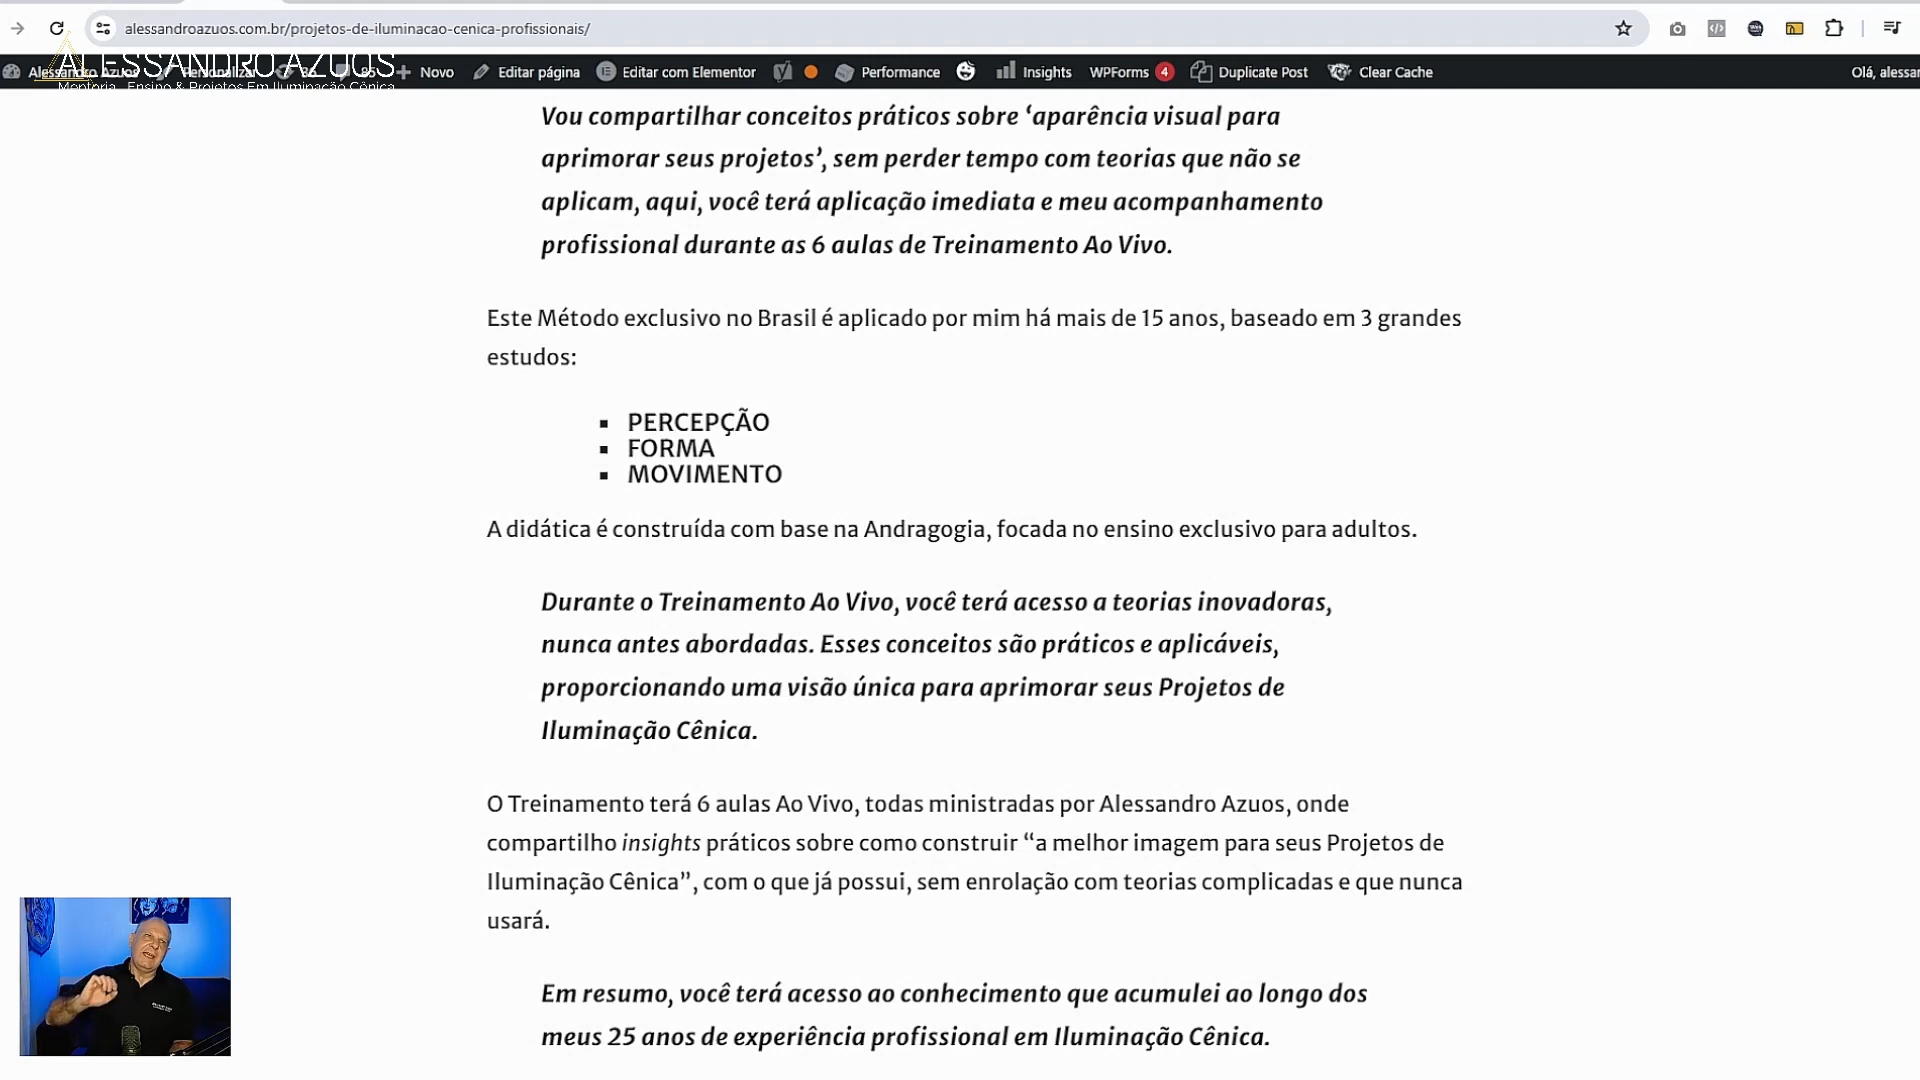 alessandroazuos.com.br/projetos-de-iluminacao-cenica-profissionais/
ALESSANDRO AZUOS
Mentoria, Ensino & Projetos Em Iluminação Cênica
Alessandro Azuos Personalizar 86 85 Novo Editar página Editar com Elementor Performance Insights WPForms 4 Duplicate Post Clear Cache Olá, alessan
Vou compartilhar conceitos práticos sobre ‘aparência visual para
aprimorar seus projetos’, sem perder tempo com teorias que não se
aplicam, aqui, você terá aplicação imediata e meu acompanhamento
profissional durante as 6 aulas de Treinamento Ao Vivo.
Este Método exclusivo no Brasil é aplicado por mim há mais de 15 anos, baseado em 3 grandes
estudos:
PERCEPÇÃO
FORMA
MOVIMENTO
A didática é construída com base na Andragogia, focada no ensino exclusivo para adultos.
Durante o Treinamento Ao Vivo, você terá acesso a teorias inovadoras,
nunca antes abordadas. Esses conceitos são práticos e aplicáveis,
proporcionando uma visão única para aprimorar seus Projetos de
Iluminação Cênica.
O Treinamento terá 6 aulas Ao Vivo, todas ministradas por Alessandro Azuos, onde
compartilho insights práticos sobre como construir “a melhor imagem para seus Projetos de
Iluminação Cênica”, com o que já possui, sem enrolação com teorias complicadas e que nunca
usará.
Em resumo, você terá acesso ao conhecimento que acumulei ao longo dos
meus 25 anos de experiência profissional em Iluminação Cênica.